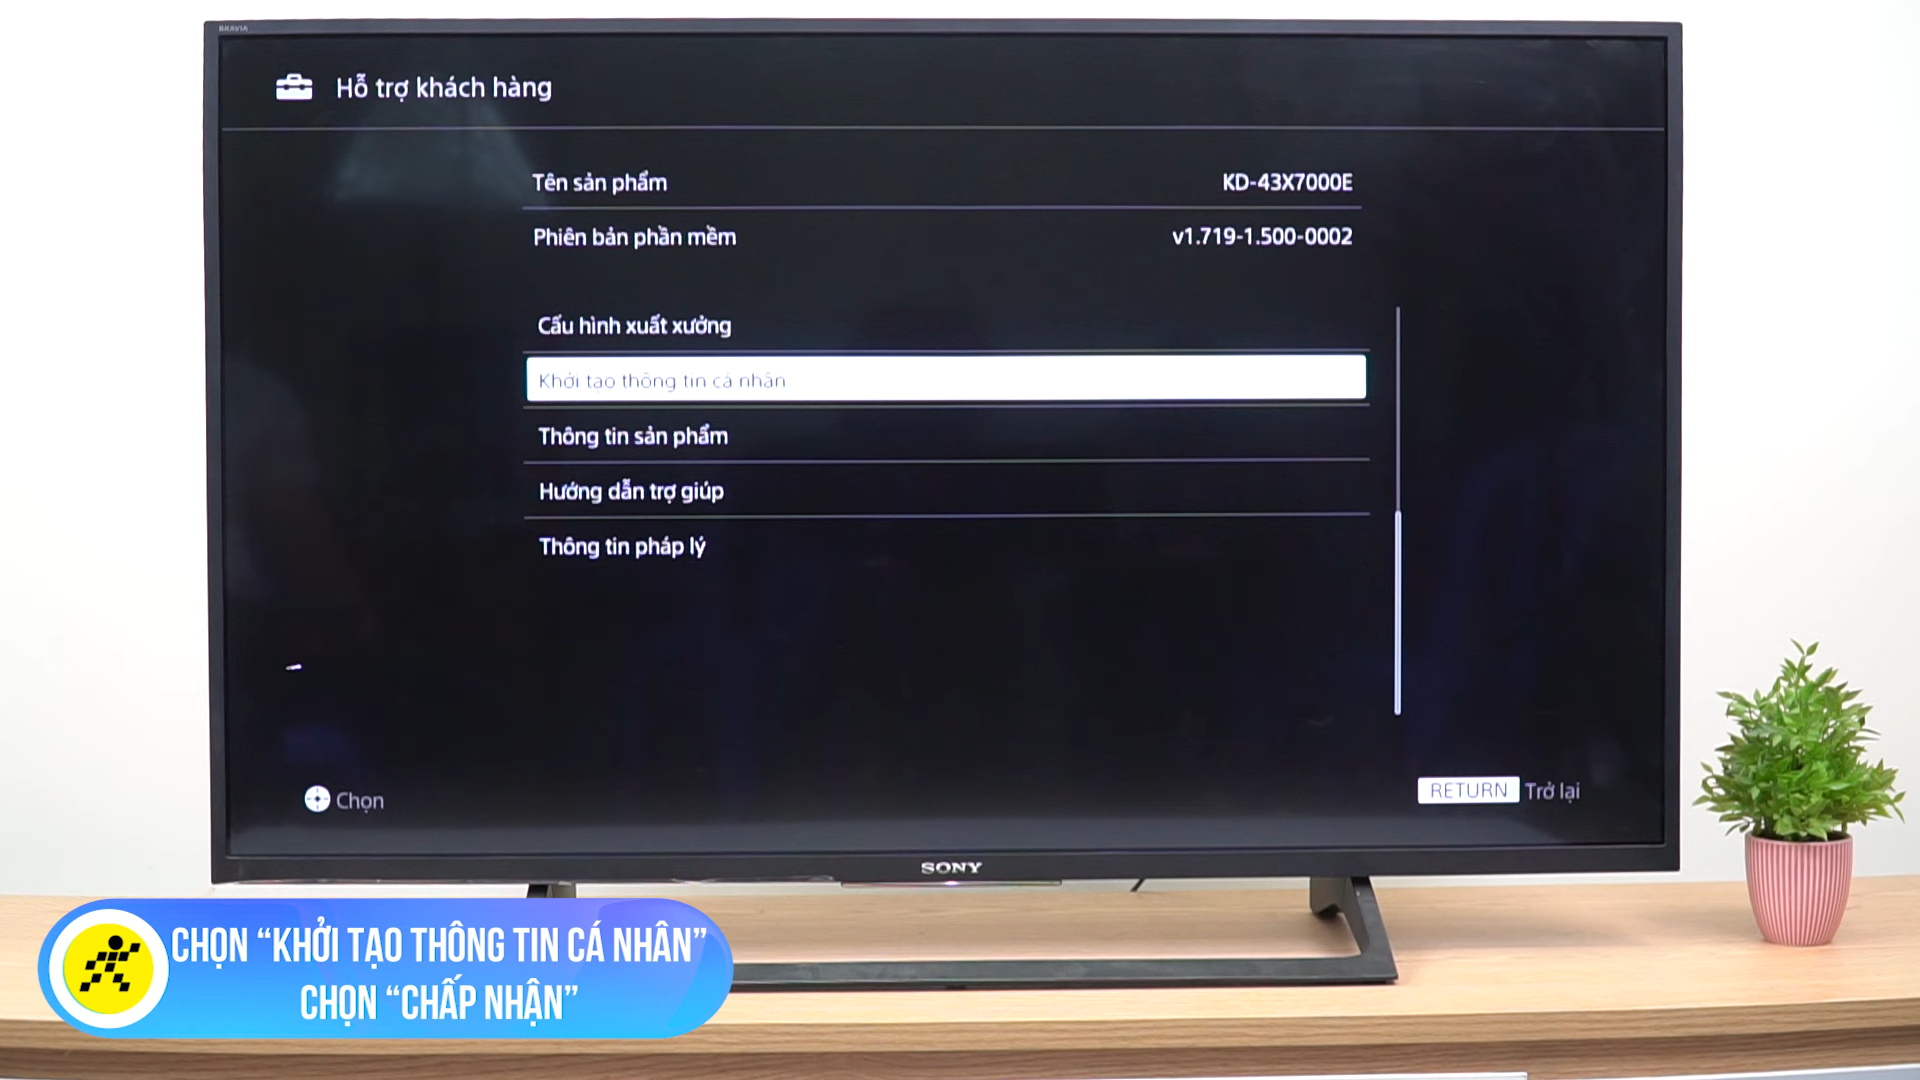 BRAVIA
Hỗ trợ khách hàng
Tên sản phẩm KD-43X7000E
Phiên bản phần mềm v1.719-1.500-0002
Cấu hình xuất xưởng
Khởi tạo thông tin cá nhân
Thông tin sản phẩm
Hướng dẫn trợ giúp
Thông tin pháp lý
Chọn
RETURN Trở lại
SONY
CHỌN “KHỞI TẠO THÔNG TIN CÁ NHÂN”
CHỌN “CHẤP NHẬN”